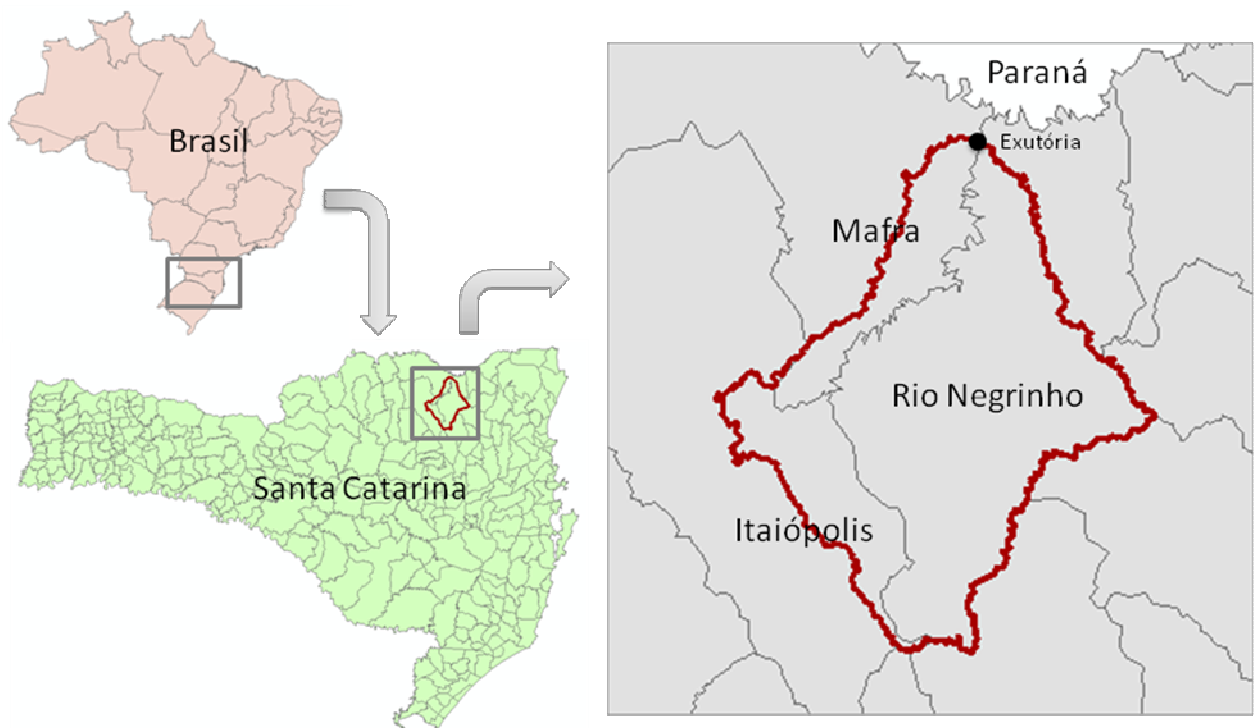 Brasil
Santa Catarina
Paraná
Exutória
Mafra
Rio Negrinho
Itaiópolis